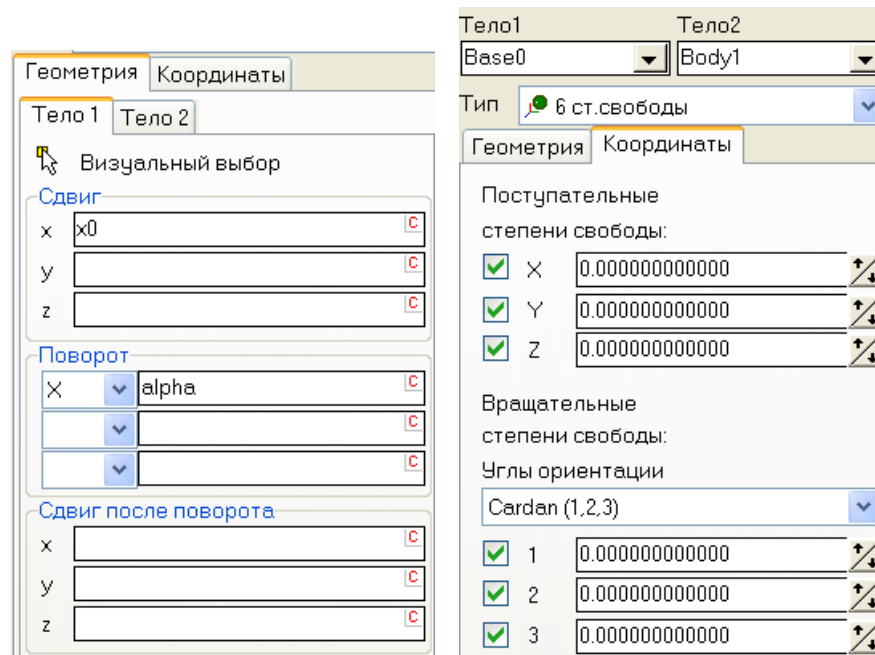 Геометрия Координаты
Тело 1 Тело 2
Визуальный выбор
Сдвиг
x x0 C
y C
z C
Поворот
X alpha C
C
C
Сдвиг после поворота
x C
y C
z C
Тело1 Тело2
Base0 Body1
Тип 6 ст.свободы
Геометрия Координаты
Поступательные
степени свободы:
X 0.000000000000
Y 0.000000000000
Z 0.000000000000
Вращательные
степени свободы:
Углы ориентации
Cardan (1,2,3)
1 0.000000000000
2 0.000000000000
3 0.000000000000